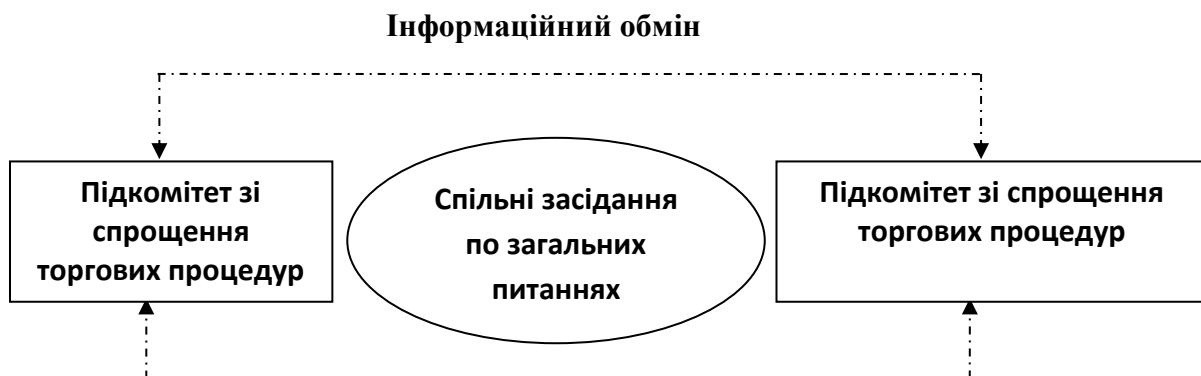 Інформаційний обмін
Підкомітет зі
спрощення
торгових процедур
Спільні засідання
по загальних
питаннях
Підкомітет зі спрощення
торгових процедур